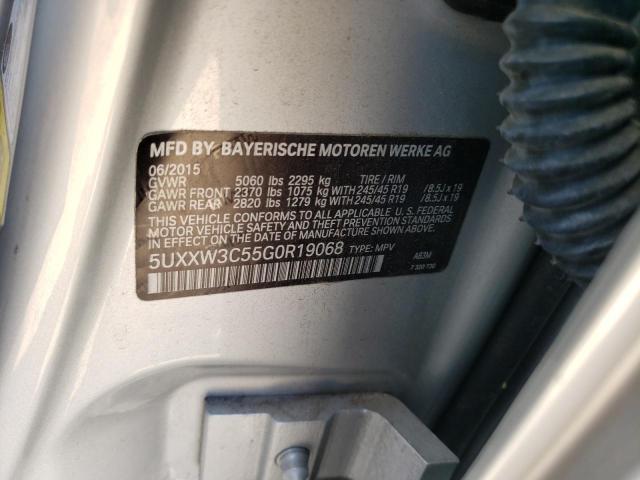 MFD BY BAYERISCHE MOTOREN WERKE AG
06/2015
GVWR 5060 lbs 2295 kg TIRE / RIM
GAWR FRONT 2370 lbs 1075 kg WITH 245/45 R19 / 8.5J x 19
GAWR REAR 2820 lbs 1279 kg WITH 245/45 R19 / 8.5J x 19
THIS VEHICLE CONFORMS TO ALL APPLICABLE U.S. FEDERAL
MOTOR VEHICLE SAFETY AND THEFT PREVENTION STANDARDS
IN EFFECT ON THE DATE OF MANUFACTURE SHOWN ABOVE.
5UXXW3C55G0R19068 TYPE: MPV
A83M
7 320 730